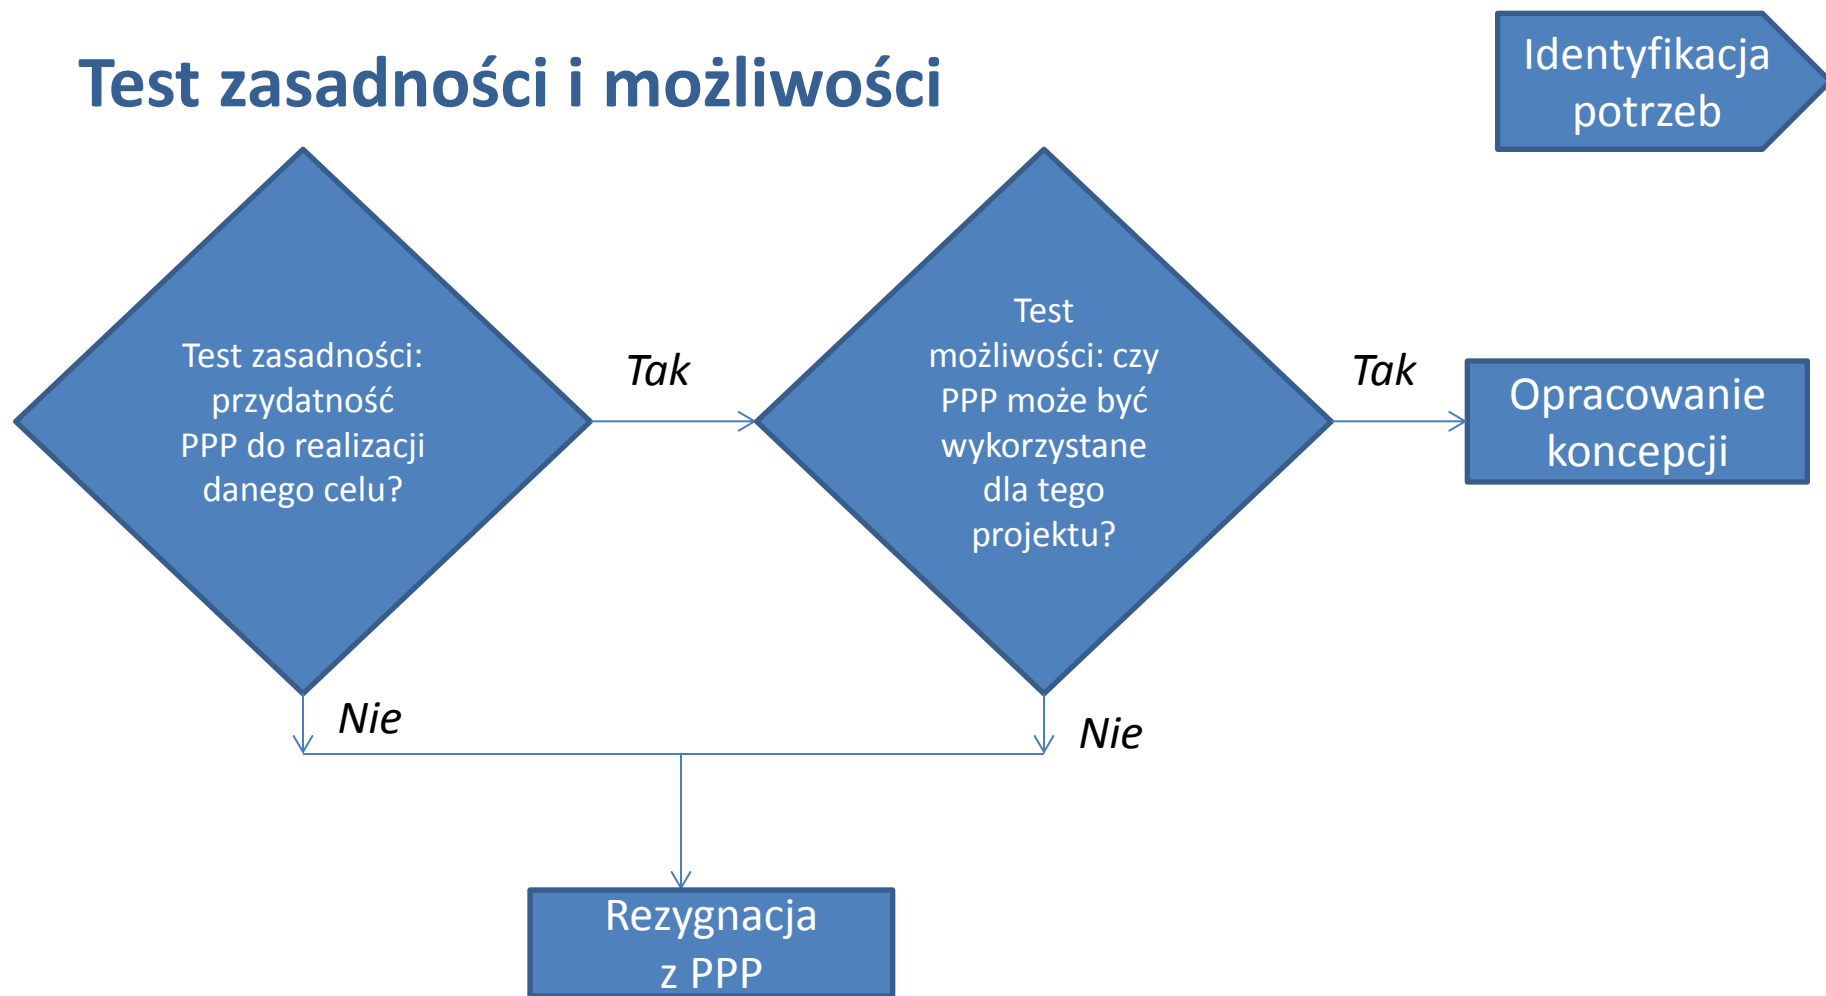 Test zasadności i możliwości
Identyfikacja
potrzeb
Test zasadności:
przydatność
PPP do realizacji
danego celu?
Tak
Test
możliwości: czy
PPP może być
wykorzystane
dla tego
projektu?
Tak
Opracowanie
koncepcji
Nie
Nie
Rezygnacja
z PPP